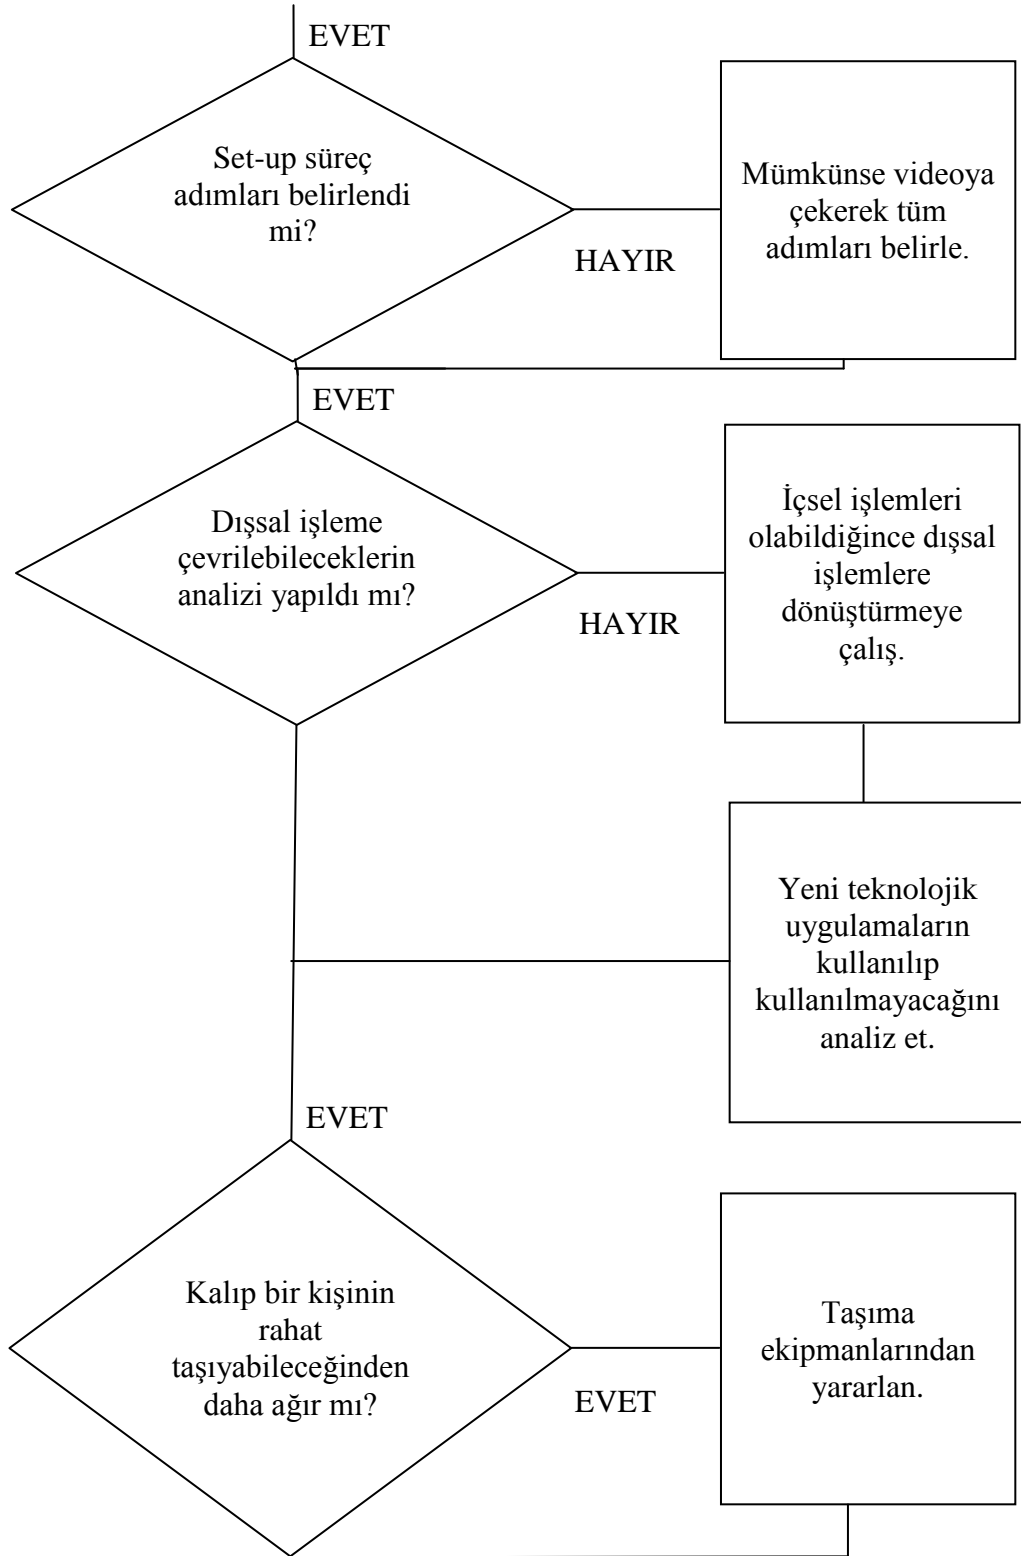 EVET
Set-up süreç
adımları belirlendi
mi?
HAYIR
Mümkünse videoya
çekerek tüm
adımları belirle.
EVET
Dışsal işleme
çevrilebileceklerin
analizi yapıldı mı?
HAYIR
İçsel işlemleri
olabildiğince dışsal
işlemlere
dönüştürmeye
çalış.
Yeni teknolojik
uygulamaların
kullanılıp
kullanılmayacağını
analiz et.
EVET
Kalıp bir kişinin
rahat
taşıyabileceğinden
daha ağır mı?
EVET
Taşıma
ekipmanlarından
yararlan.